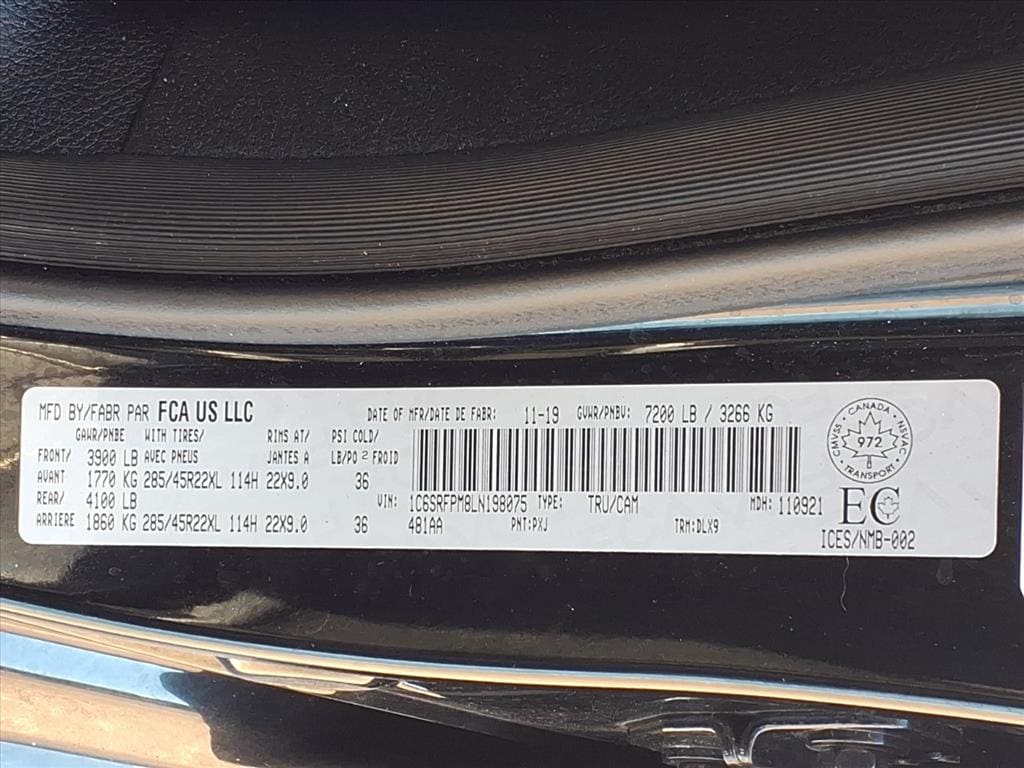 MFD BY/FABR PAR FCA US LLC DATE OF MFR/DATE DE FABR: 11-19 GVWR/PNBV: 7200 LB / 3266 KG
GAWR/PNBE WITH TIRES/ RIMS AT/ PSI COLD/
FRONT/ 3900 LB AVEC PNEUS JANTES A LB/PO 2 FROID
AVANT 1770 KG 285/45R22XL 114H 22X9.0 36
REAR/ 4100 LB VIN: 1C6SRFPM8LN198075 TYPE: TRU/CAM MDH: 110921
ARRIERE 1860 KG 285/45R22XL 114H 22X9.0 36 481AA PNT:PXJ TRM:DLX9
CANADA
CMVSS NSVAC
972
TRANSPORT
EC
ICES/NMB-002